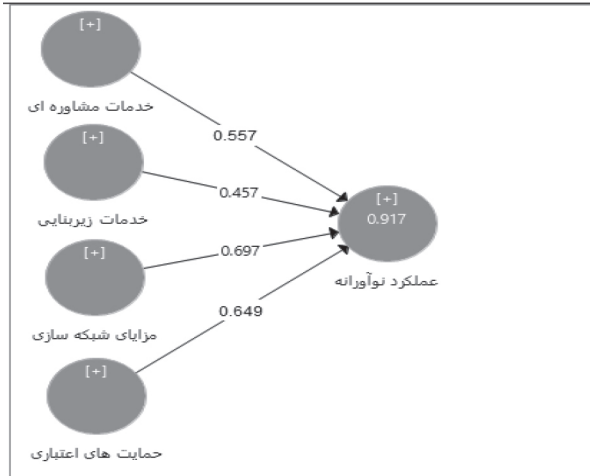 [+]
خدمات مشاوره ای
0.557
[+]
خدمات زیربنایی
0.457
[+]
0.917
عملکرد نوآورانه
[+]
مزایای شبکه سازی
0.697
0.649
[+]
حمایت های اعتباری